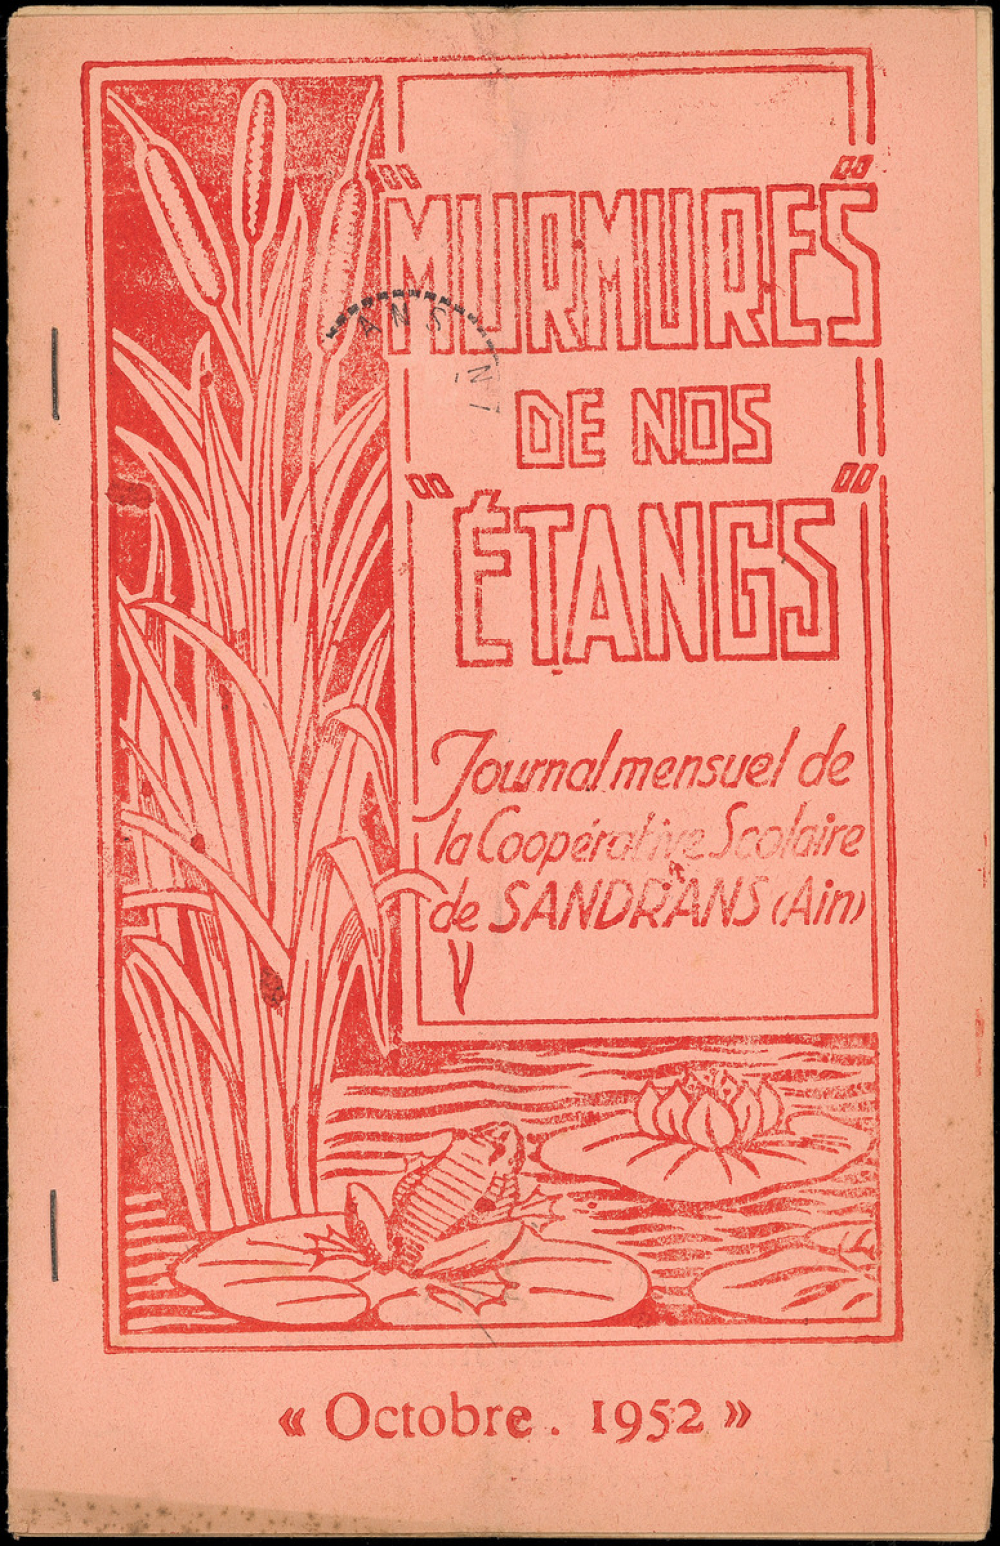 "MURMURES"
DE NOS
"ÉTANGS"
Journal mensuel de
la Coopérative Scolaire
de SANDRANS (Ain)
« Octobre . 1952 »